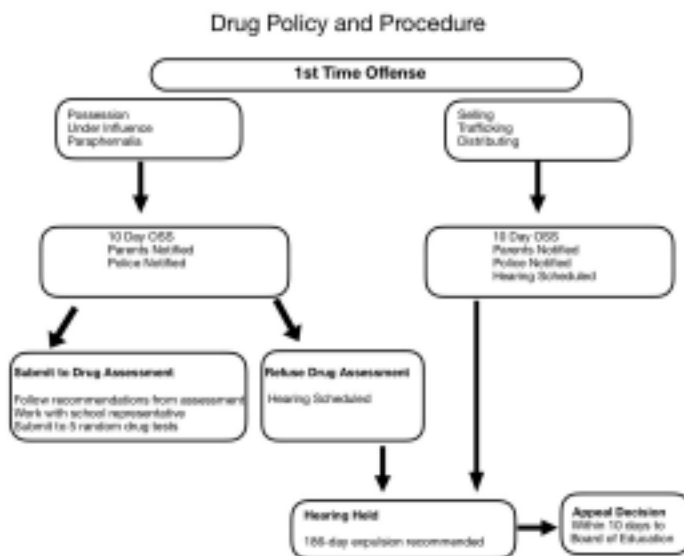 Drug Policy and Procedure
1st Time Offense
Possession
Under Influence
Paraphernalia
Selling
Trafficking
Distributing
10 Day OSS
Parents Notified
Police Notified
10 Day OSS
Parents Notified
Police Notified
Hearing Scheduled
Submit to Drug Assessment
Follow recommendations from assessment
Work with school representative
Submit to 5 random drug tests
Refuse Drug Assessment
Hearing Scheduled
Hearing Held
186-day expulsion recommended
Appeal Decision
Within 10 days to
Board of Education